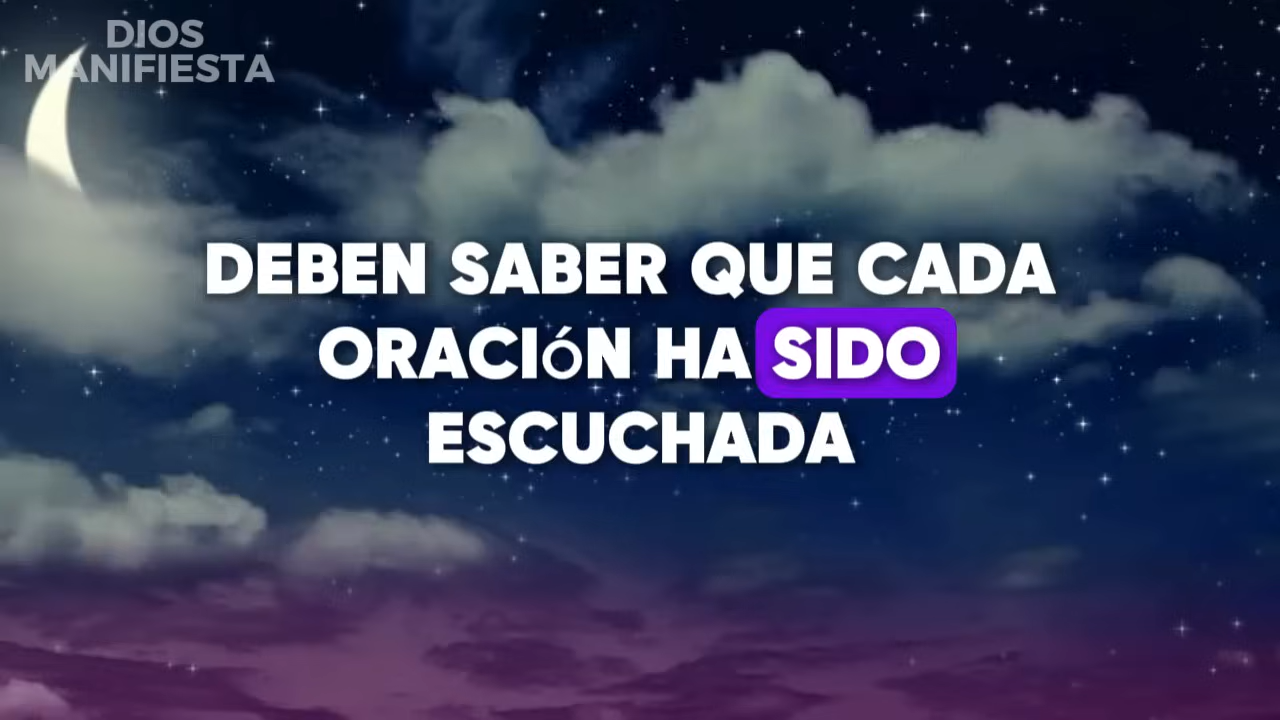 DIOS
MANIFIESTA
DEBEN SABER QUE CADA
ORACIóN HA SIDO
ESCUCHADA